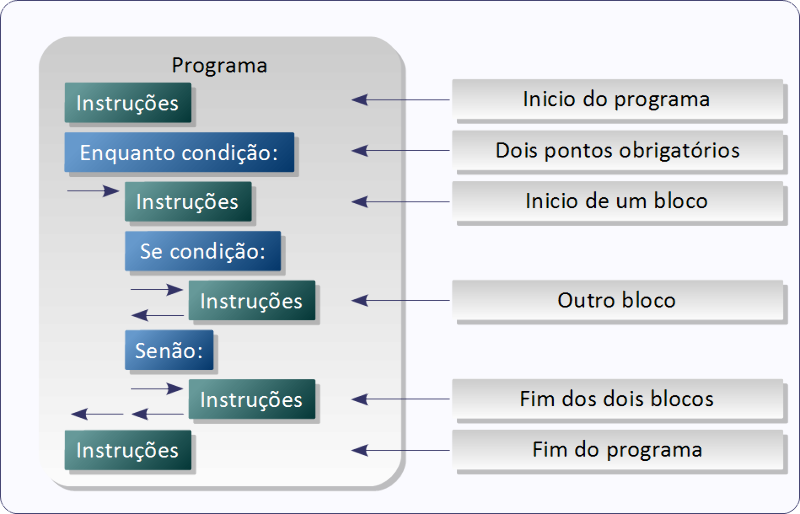 Programa
Instruções
Inicio do programa
Enquanto condição:
Dois pontos obrigatórios
Instruções
Inicio de um bloco
Se condição:
Instruções
Outro bloco
Senão:
Instruções
Fim dos dois blocos
Instruções
Fim do programa